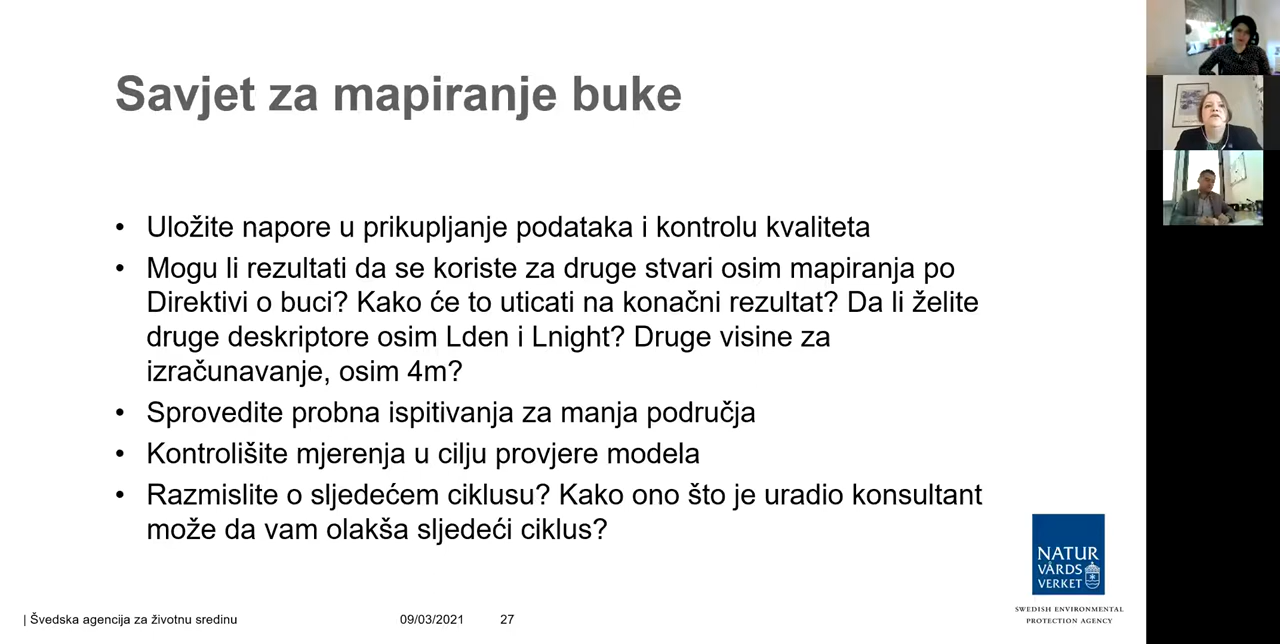 Savjet za mapiranje buke
• Uložite napore u prikupljanje podataka i kontrolu kvaliteta
• Mogu li rezultati da se koriste za druge stvari osim mapiranja po
Direktivi o buci? Kako će to uticati na konačni rezultat? Da li želite
druge deskriptore osim Lden i Lnight? Druge visine za
izračunavanje, osim 4m?
• Sprovedite probna ispitivanja za manja područja
• Kontrolišite mjerenja u cilju provjere modela
• Razmislite o sljedećem ciklusu? Kako ono što je uradio konsultant
može da vam olakša sljedeći ciklus?
NATUR
VÅRDS
VERKET
SWEDISH ENVIRONMENTAL
PROTECTION AGENCY
| Švedska agencija za životnu sredinu 09/03/2021 27